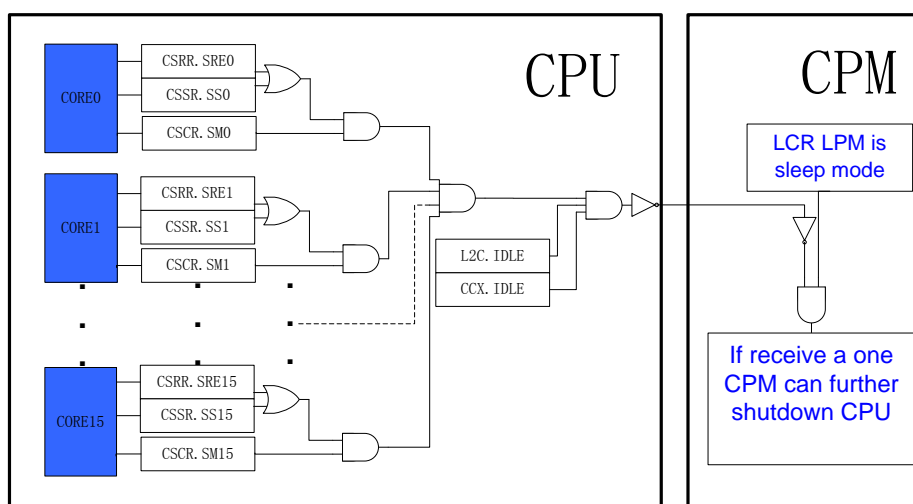 CPU
CPM
CORE0
CSRR.SRE0
CSSR.SS0
CSCR.SM0
LCR LPM is
sleep mode
CORE1
CSRR.SRE1
CSSR.SS1
CSCR.SM1
L2C.IDLE
CCX.IDLE
If receive a one
CPM can further
shutdown CPU
CORE15
CSRR.SRE15
CSSR.SS15
CSCR.SM15